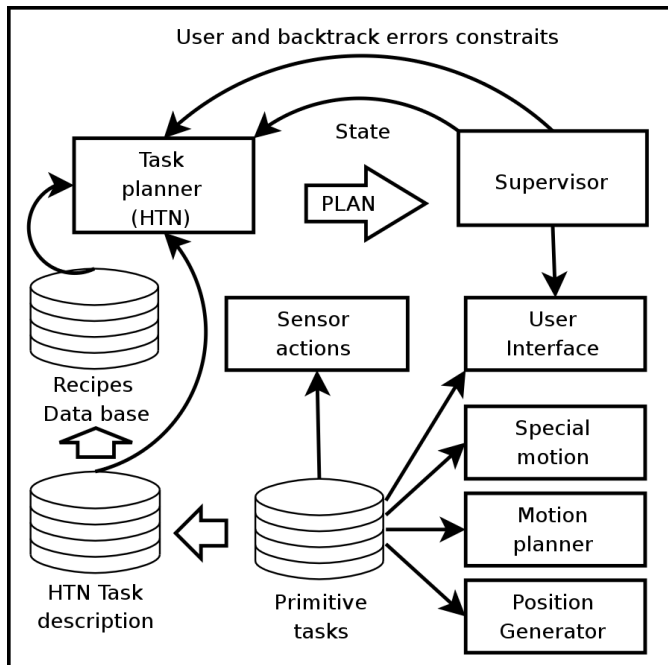 User and backtrack errors constraits
State
Task
planner
(HTN)
PLAN
Supervisor
Sensor
actions
User
Interface
Recipes
Data base
Special
motion
Motion
planner
HTN Task
description
Primitive
tasks
Position
Generator